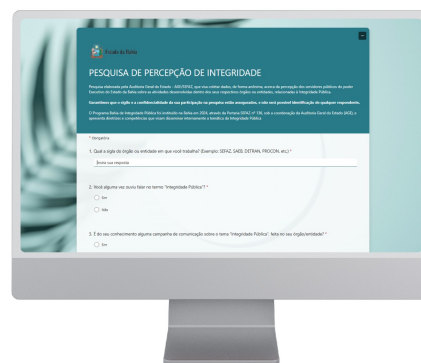 Estado da Bahia
PESQUISA DE PERCEPÇÃO DE INTEGRIDADE
Pesquisa elaborada pela Auditoria Geral do Estado - AGE/SEFAZ, que visa coletar dados, de forma anônima, acerca da percepção dos servidores públicos do poder
Executivo do Estado da Bahia sobre as atividades desenvolvidas dentro dos seus respectivos órgãos ou entidades, relacionadas à Integridade Pública.
Garantimos que o sigilo e a confidencialidade da sua participação na pesquisa estão assegurados, e não será possível identificação de qualquer respondente.
O Programa Bahia de Integridade Pública foi instituído na Bahia em 2024, através da Portaria SEFAZ nº 136, sob a coordenação da Auditoria Geral do Estado (AGE), e
apresenta diretrizes e competências que visam disseminar internamente a temática da Integridade Pública.
* Obrigatória
1. Qual a sigla do órgão ou entidade em que você trabalha? (Exemplo: SEFAZ, SAEB, DETRAN, PROCON, etc.) *
Insira sua resposta
2. Você alguma vez ouviu falar no termo: "Integridade Pública"? *
Sim
Não
3. É do seu conhecimento alguma campanha de comunicação sobre o tema "Integridade Pública", feita no seu órgão/entidade? *
Sim